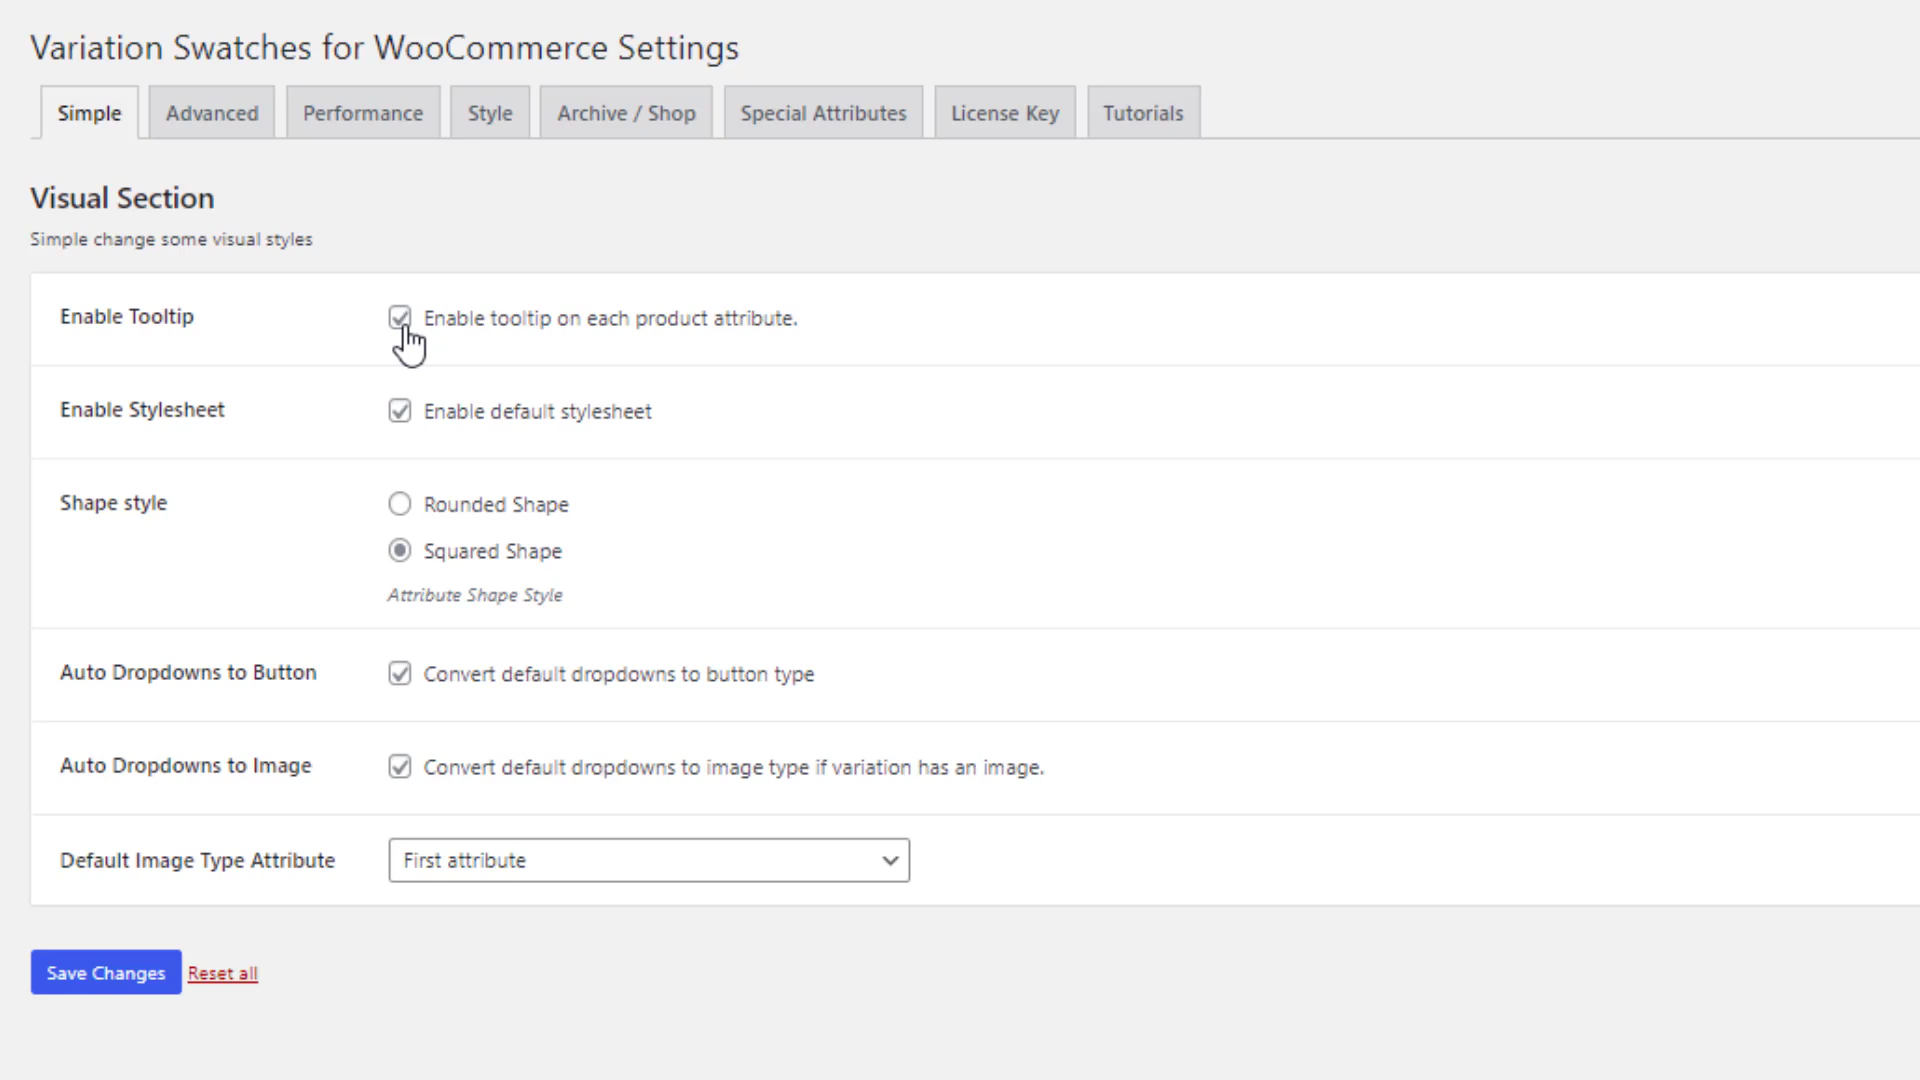 Variation Swatches for WooCommerce Settings
Simple
Advanced
Performance
Style
Archive / Shop
Special Attributes
License Key
Tutorials
Visual Section
Simple change some visual styles
Enable Tooltip
Enable tooltip on each product attribute.
Enable Stylesheet
Enable default stylesheet
Shape style
Rounded Shape
Squared Shape
Attribute Shape Style
Auto Dropdowns to Button
Convert default dropdowns to button type
Auto Dropdowns to Image
Convert default dropdowns to image type if variation has an image.
Default Image Type Attribute
First attribute
Save Changes
Reset all